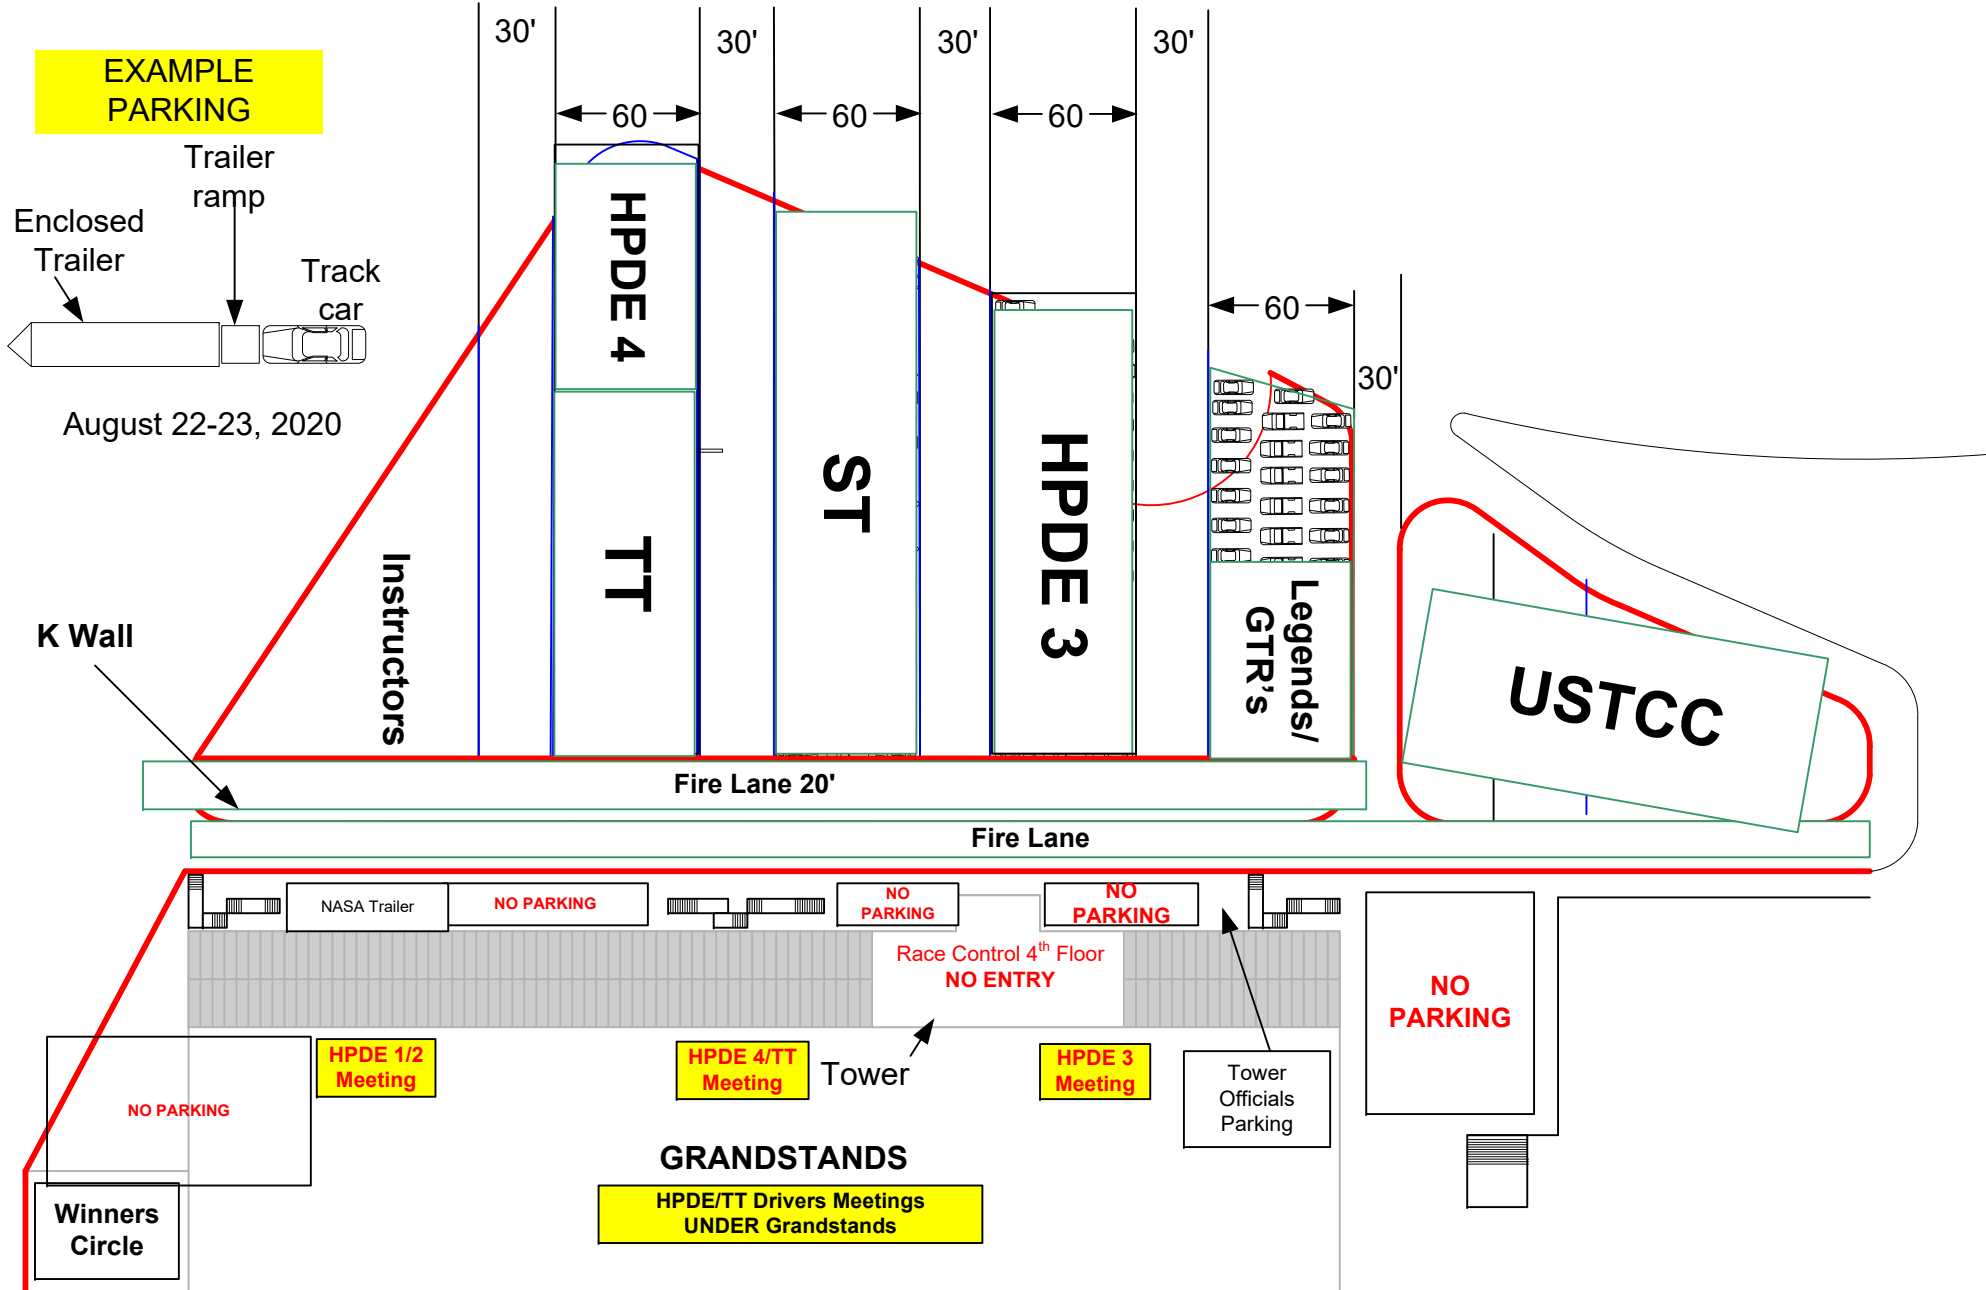 30'
30'
30'
30'
EXAMPLE
PARKING
60
60
60
Trailer
ramp
Enclosed
Trailer
Track
car
60
30'
August 22-23, 2020
HPDE 4
TT
ST
HPDE 3
Instructors
Legends/
GTR's
USTCC
K Wall
Fire Lane 20'
Fire Lane
NASA Trailer
NO PARKING
NO
PARKING
NO
PARKING
Race Control 4th Floor
NO ENTRY
NO
PARKING
HPDE 1/2
Meeting
HPDE 4/TT
Meeting
Tower
HPDE 3
Meeting
Tower
Officials
Parking
NO PARKING
GRANDSTANDS
HPDE/TT Drivers Meetings
UNDER Grandstands
Winners
Circle